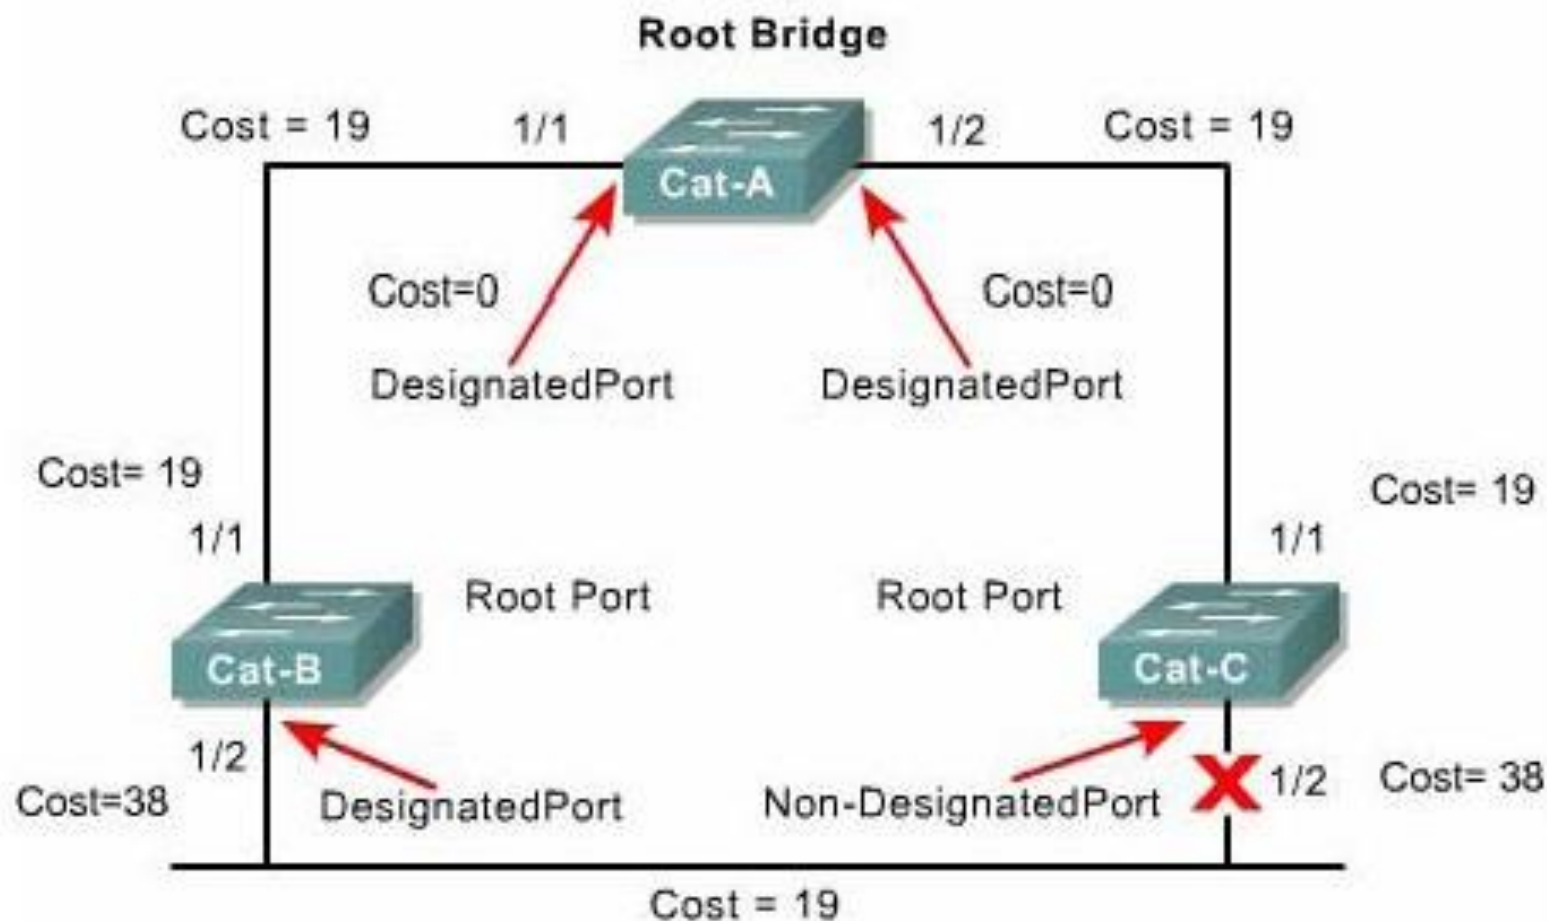 Root Bridge
Cost = 19
1/1
1/2
Cost = 19
Cat-A
Cost=0
Cost=0
DesignatedPort
DesignatedPort
Cost= 19
Cost= 19
1/1
1/1
Root Port
Root Port
Cat-B
Cat-C
1/2
1/2
Cost= 38
Cost=38
DesignatedPort
Non-DesignatedPort
Cost = 19